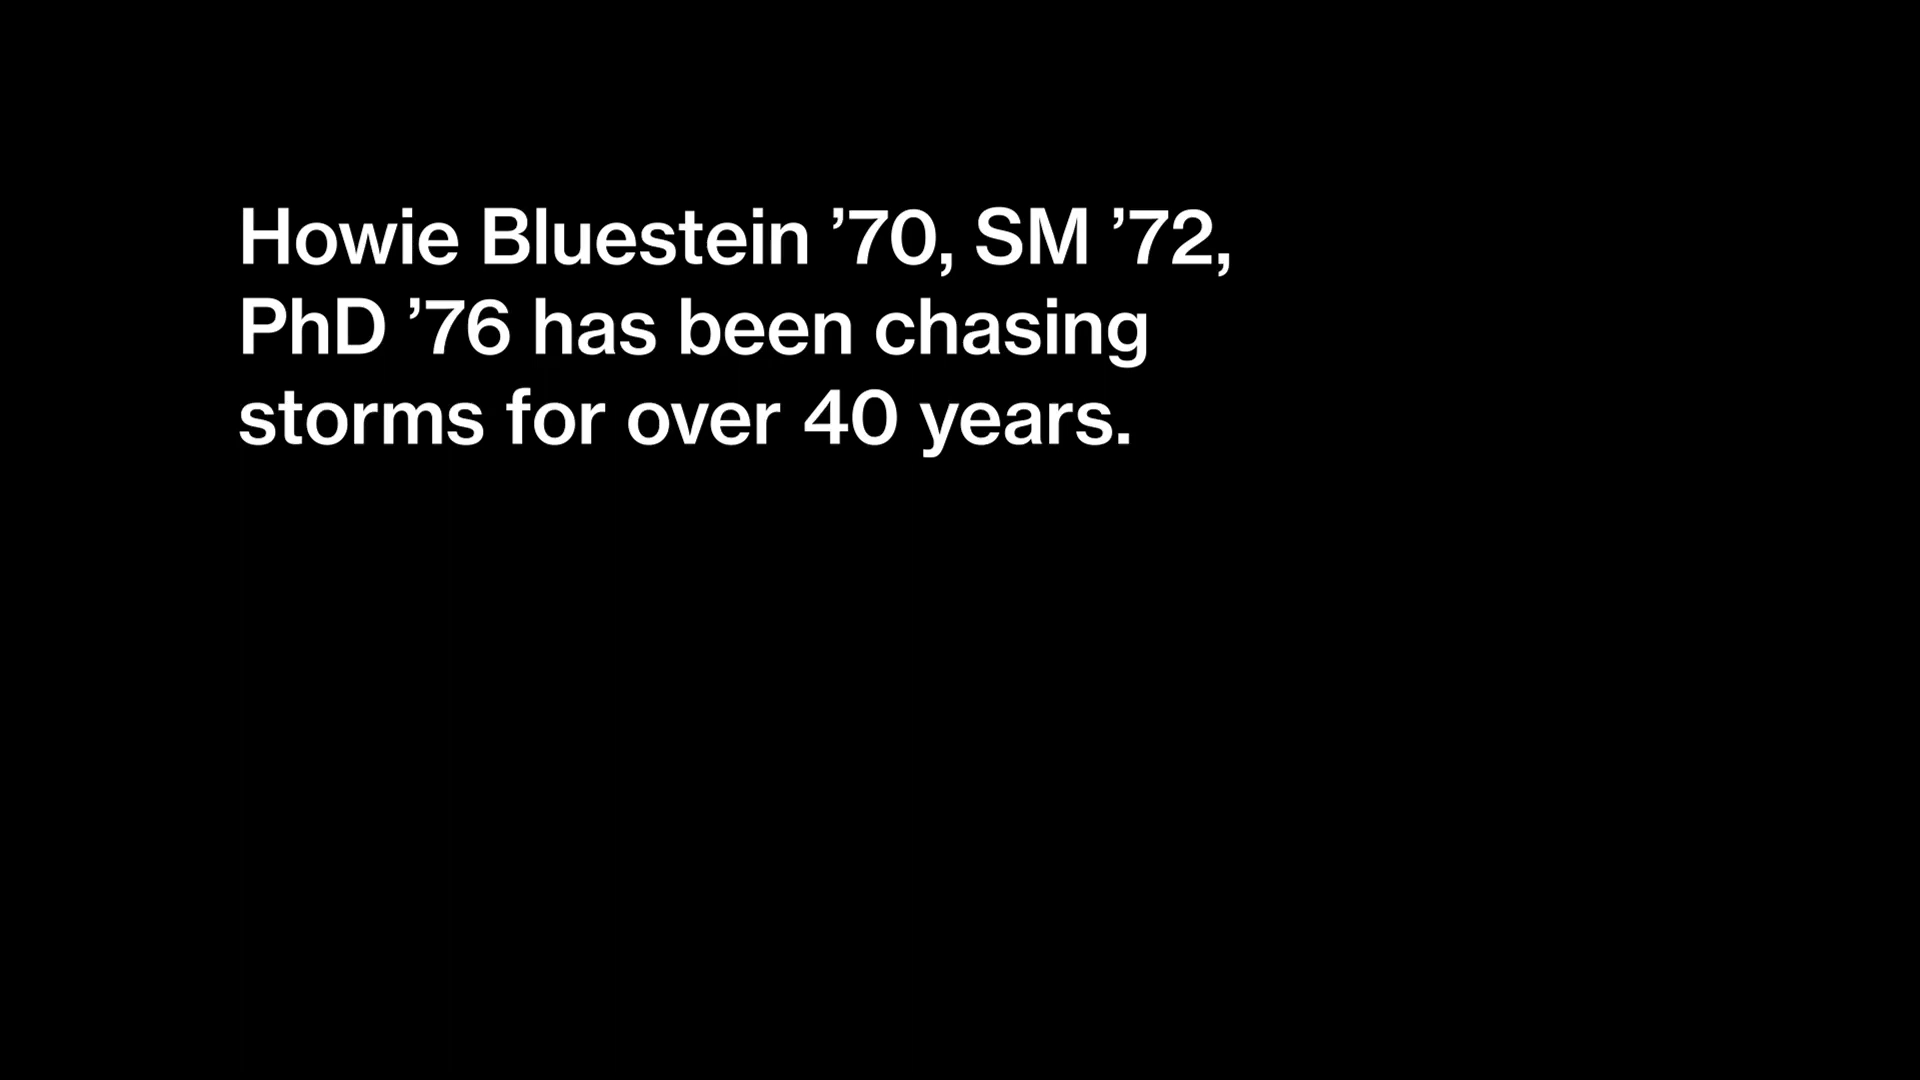 Howie Bluestein ’70, SM ’72,
PhD ’76 has been chasing
storms for over 40 years.